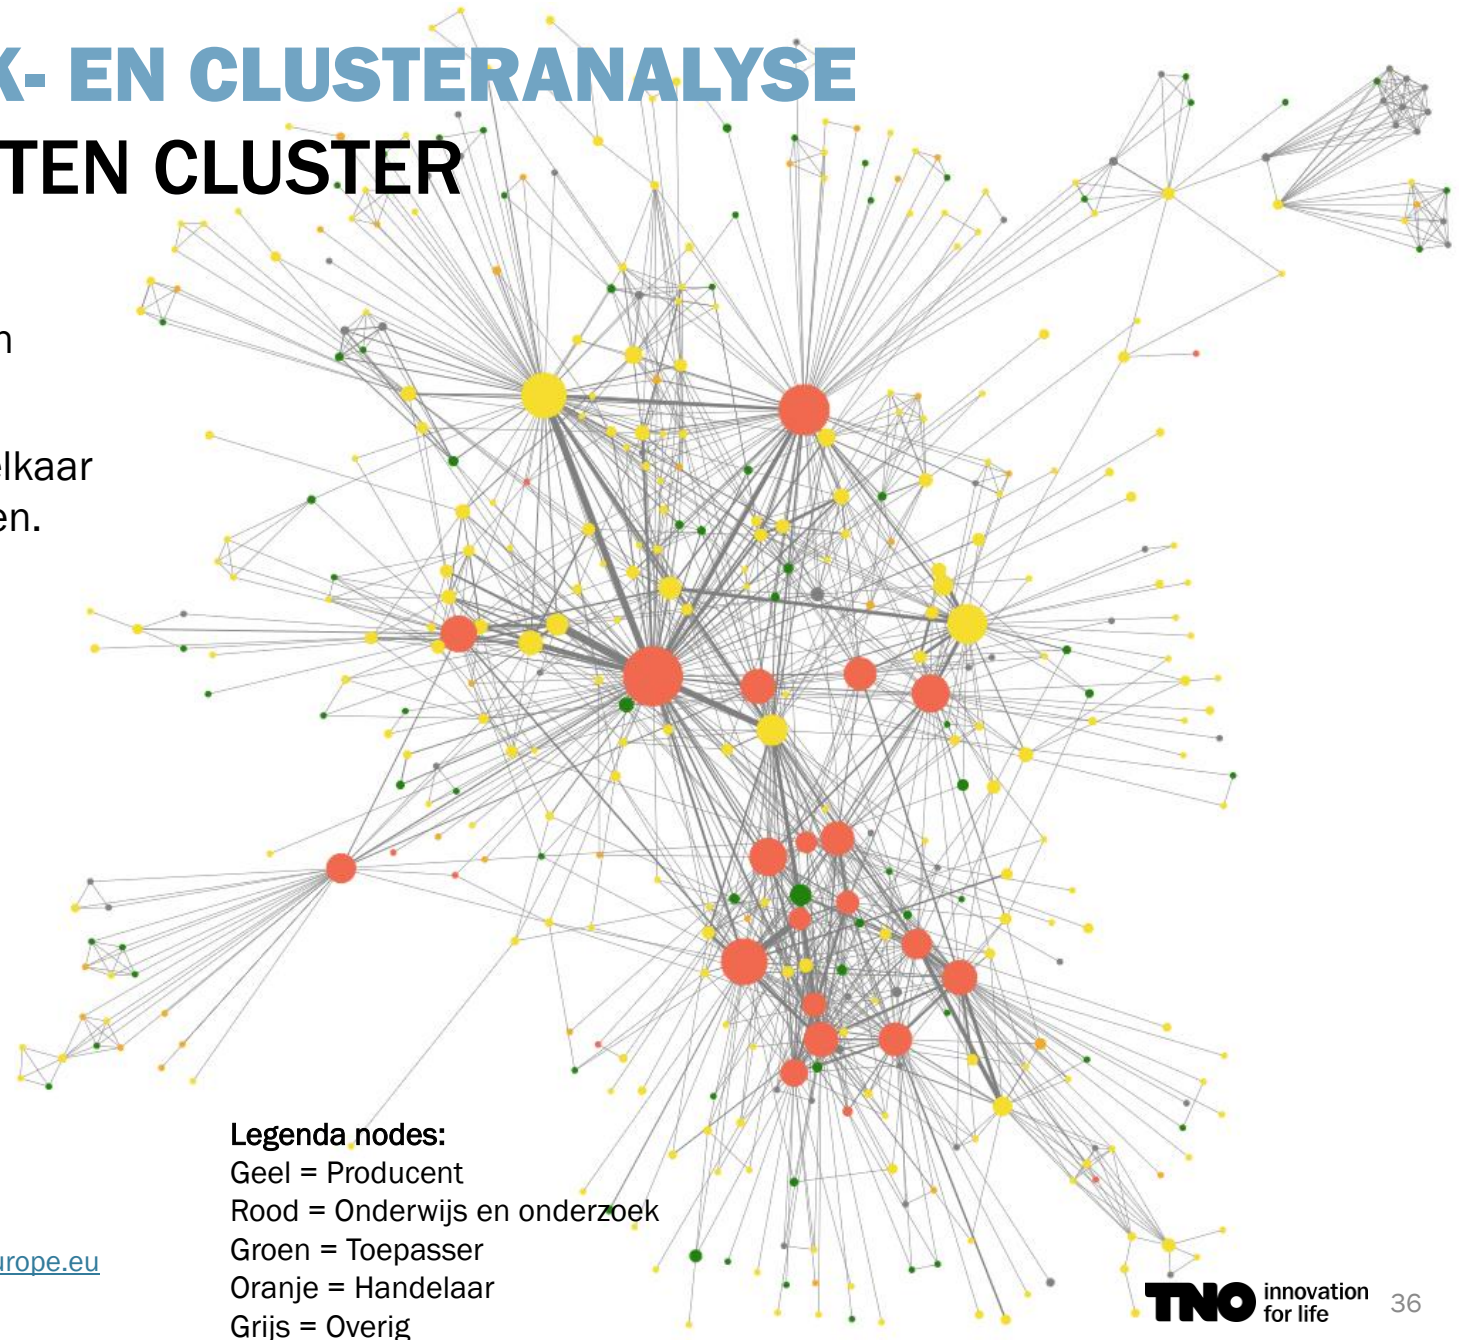 K- EN CLUSTERANALYSE
TEN CLUSTER
n
elkaar
en.
Legenda nodes:
Geel = Producent
Rood = Onderwijs en onderzoek
Groen = Toepasser
Oranje = Handelaar
Grijs = Overig
urope.eu
TNO innovation
for life
36